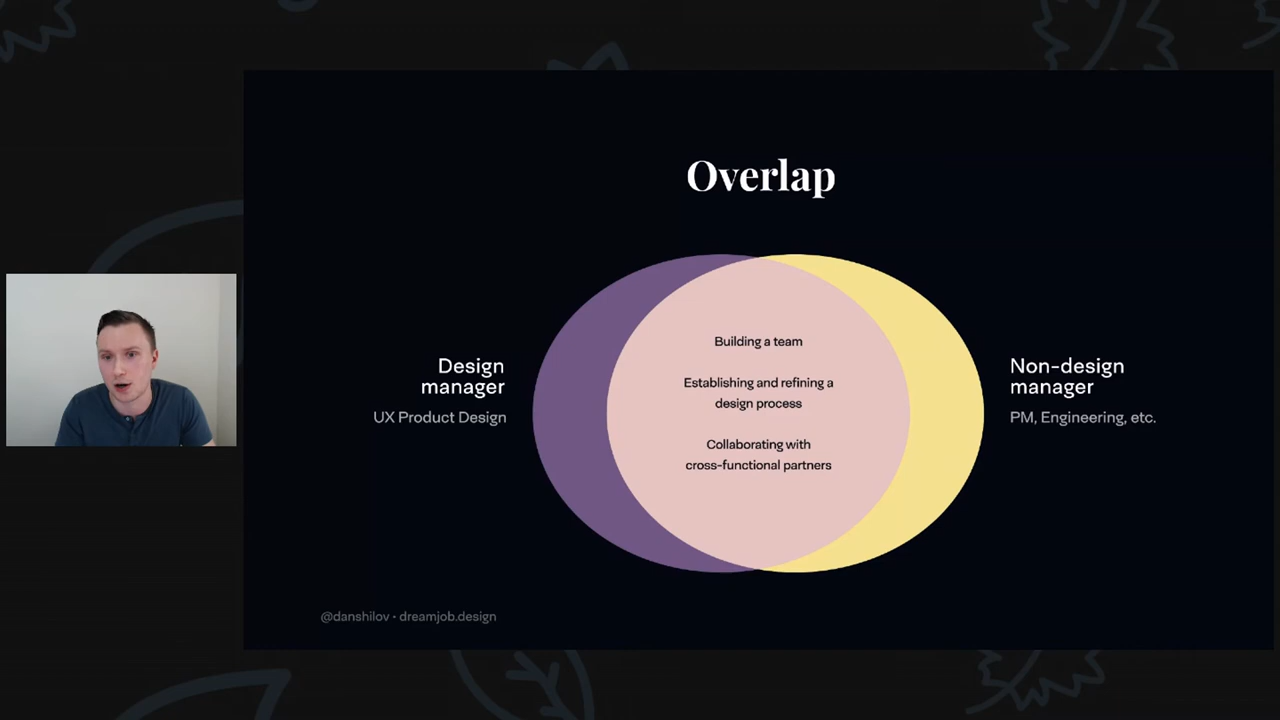 Overlap
Design
manager
UX Product Design
Building a team
Establishing and refining a
design process
Collaborating with
cross-functional partners
Non-design
manager
PM, Engineering, etc.
@danshilov • dreamjob.design